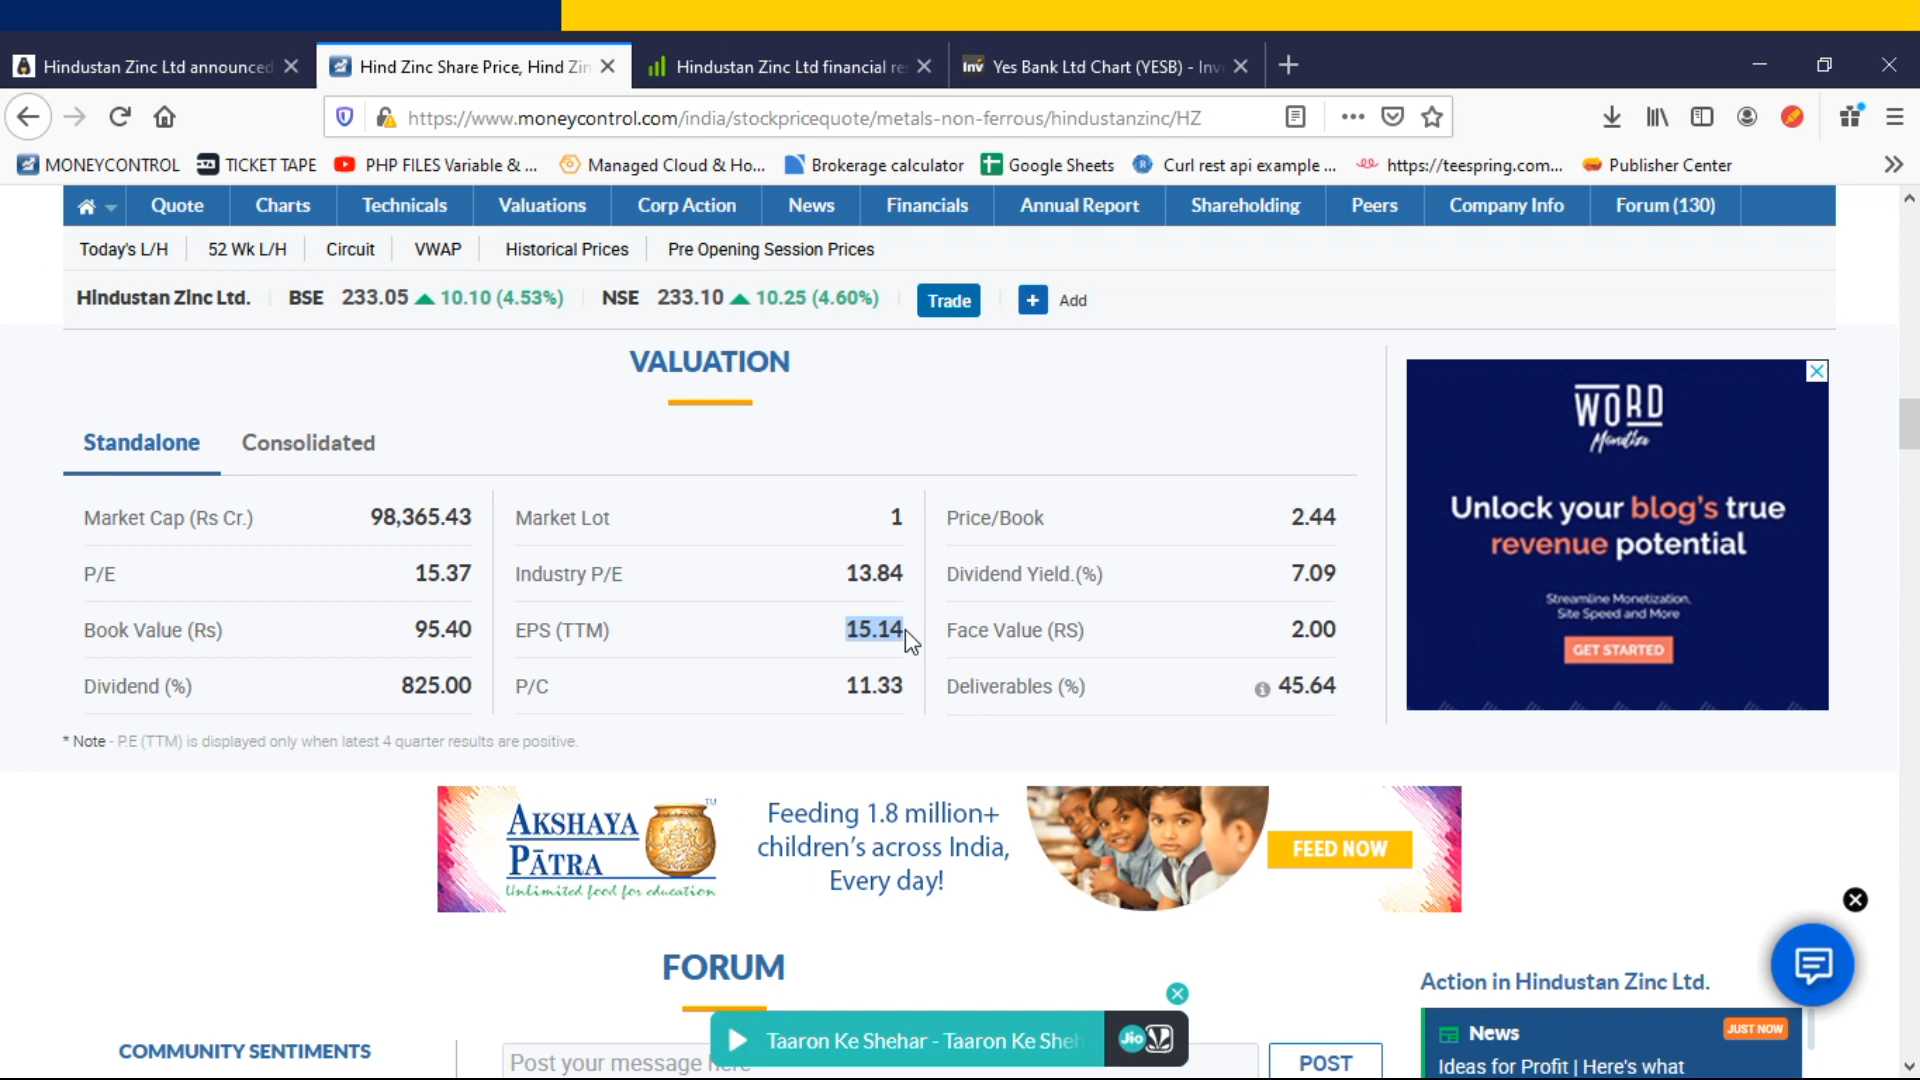 Hindustan Zinc Ltd announced
Hind Zinc Share Price, Hind Zin
Hindustan Zinc Ltd financial re
Inv Yes Bank Ltd Chart (YESB) - Inv
https://www.moneycontrol.com/india/stockpricequote/metals-non-ferrous/hindustanzinc/HZ
MONEYCONTROL
TICKET TAPE
PHP FILES Variable & ...
Managed Cloud & Ho...
Brokerage calculator
Google Sheets
Curl rest api example ...
https://teespring.com...
Publisher Center
Quote Charts Technicals Valuations Corp Action News Financials Annual Report Shareholding Peers Company Info Forum (130)
Today's L/H 52 Wk L/H Circuit VWAP Historical Prices Pre Opening Session Prices
Hindustan Zinc Ltd. BSE 233.05 ▲ 10.10 (4.53%) NSE 233.10 ▲ 10.25 (4.60%) Trade + Add
VALUATION
Standalone Consolidated
Market Cap (Rs Cr.) 98,365.43 Market Lot 1 Price/Book 2.44
P/E 15.37 Industry P/E 13.84 Dividend Yield.(%) 7.09
Book Value (Rs) 95.40 EPS (TTM) 15.14 Face Value (RS) 2.00
Dividend (%) 825.00 P/C 11.33 Deliverables (%) 45.64
* Note - P.E (TTM) is displayed only when latest 4 quarter results are positive.
WORD
Monetize
Unlock your blog's true
revenue potential
Streamline Monetization,
Site Speed and More
GET STARTED
AKSHAYA
PĀTRA
TM
Unlimited food for education
Feeding 1.8 million+
children's across India,
Every day!
FEED NOW
FORUM
COMMUNITY SENTIMENTS
Post your message here
POST
Taaron Ke Shehar - Taaron Ke Sheh
Jio
Action in Hindustan Zinc Ltd.
News
JUST NOW
Ideas for Profit | Here's what